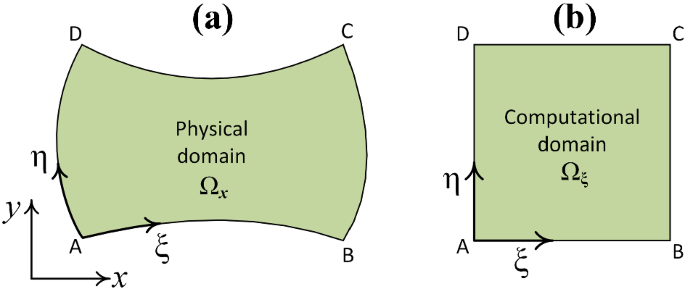 (a)
D
C
Physical
domain
Ωx
η
y
A
ξ
B
x
(b)
D
C
Computational
domain
Ωξ
η
A
ξ
B